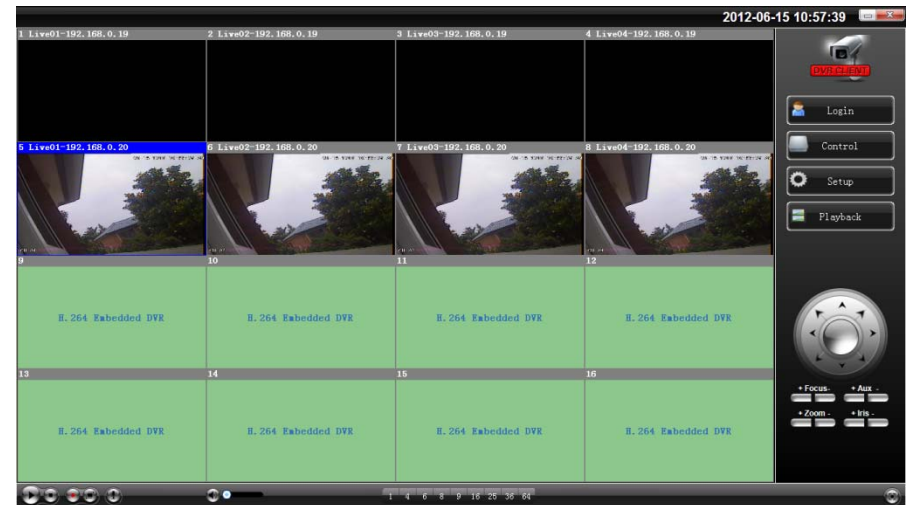 2012-06-15 10:57:39
1 Live01-192.168.0.19
2 Live02-192.168.0.19
3 Live03-192.168.0.19
4 Live04-192.168.0.19
DVR CLIENT
Login
5 Live01-192.168.0.20
6 Live02-192.168.0.20
7 Live03-192.168.0.20
8 Live04-192.168.0.20
Control
Setup
Playback
9
10
11
12
H.264 Embedded DVR
H.264 Embedded DVR
H.264 Embedded DVR
H.264 Embedded DVR
13
14
15
16
+ Focus-
+ Aux -
+ Zoom -
+ Iris -
H.264 Embedded DVR
H.264 Embedded DVR
H.264 Embedded DVR
H.264 Embedded DVR
1 4 6 8 9 16 25 36 64